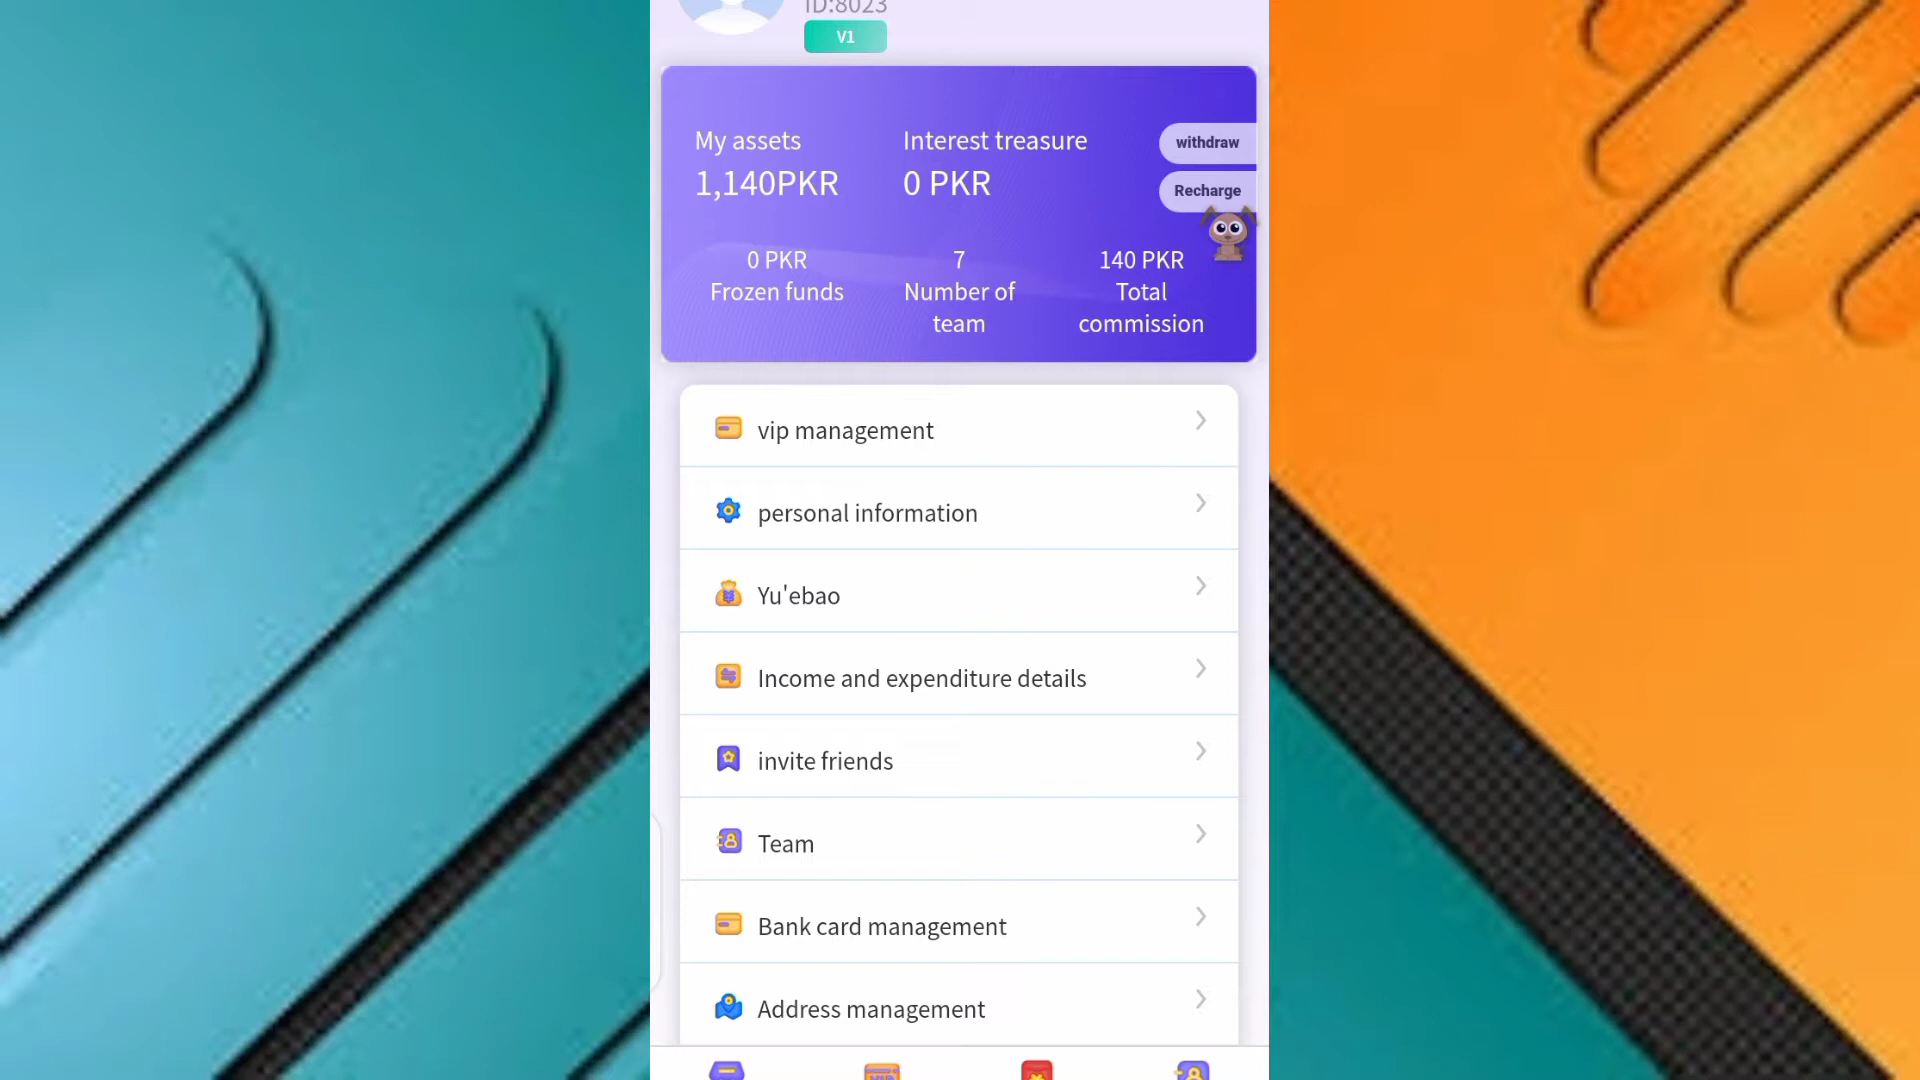 ID:8023
V1
My assets
Interest treasure
withdraw
1,140PKR
0 PKR
Recharge
0 PKR
7
140 PKR
Frozen funds
Number of team
Total commission
vip management
personal information
Yu'ebao
Income and expenditure details
invite friends
Team
Bank card management
Address management